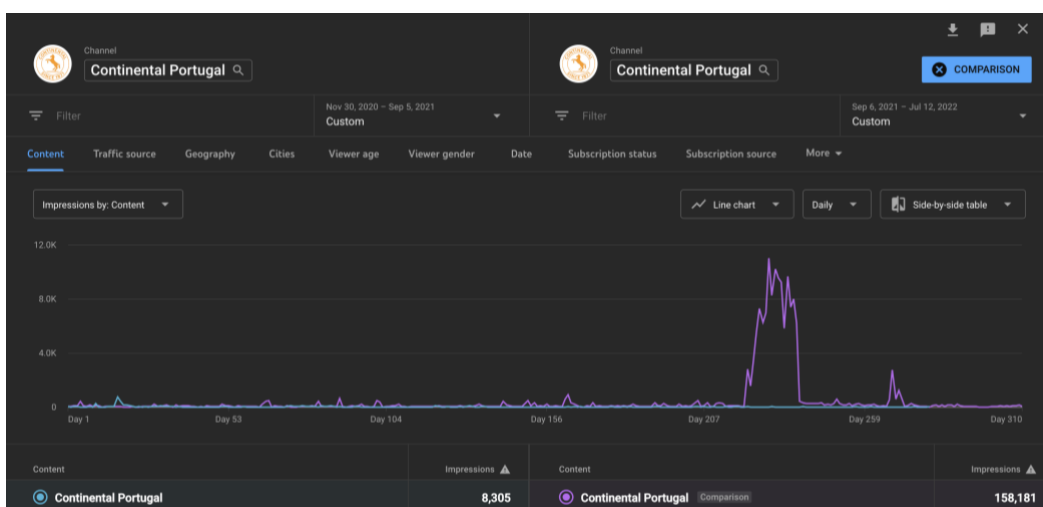 Channel
Continental Portugal
Channel
Continental Portugal
COMPARISON
Filter
Nov 30, 2020 – Sep 5, 2021
Custom
Filter
Sep 6, 2021 – Jul 12, 2022
Custom
Content Traffic source Geography Cities Viewer age Viewer gender Date Subscription status Subscription source More
Impressions by: Content
Line chart
Daily
Side-by-side table
12.0K
8.0K
4.0K
0
Day 1 Day 53 Day 104 Day 156 Day 207 Day 259 Day 310
Content Impressions Content Impressions
Continental Portugal 8,305 Continental Portugal Comparison 158,181